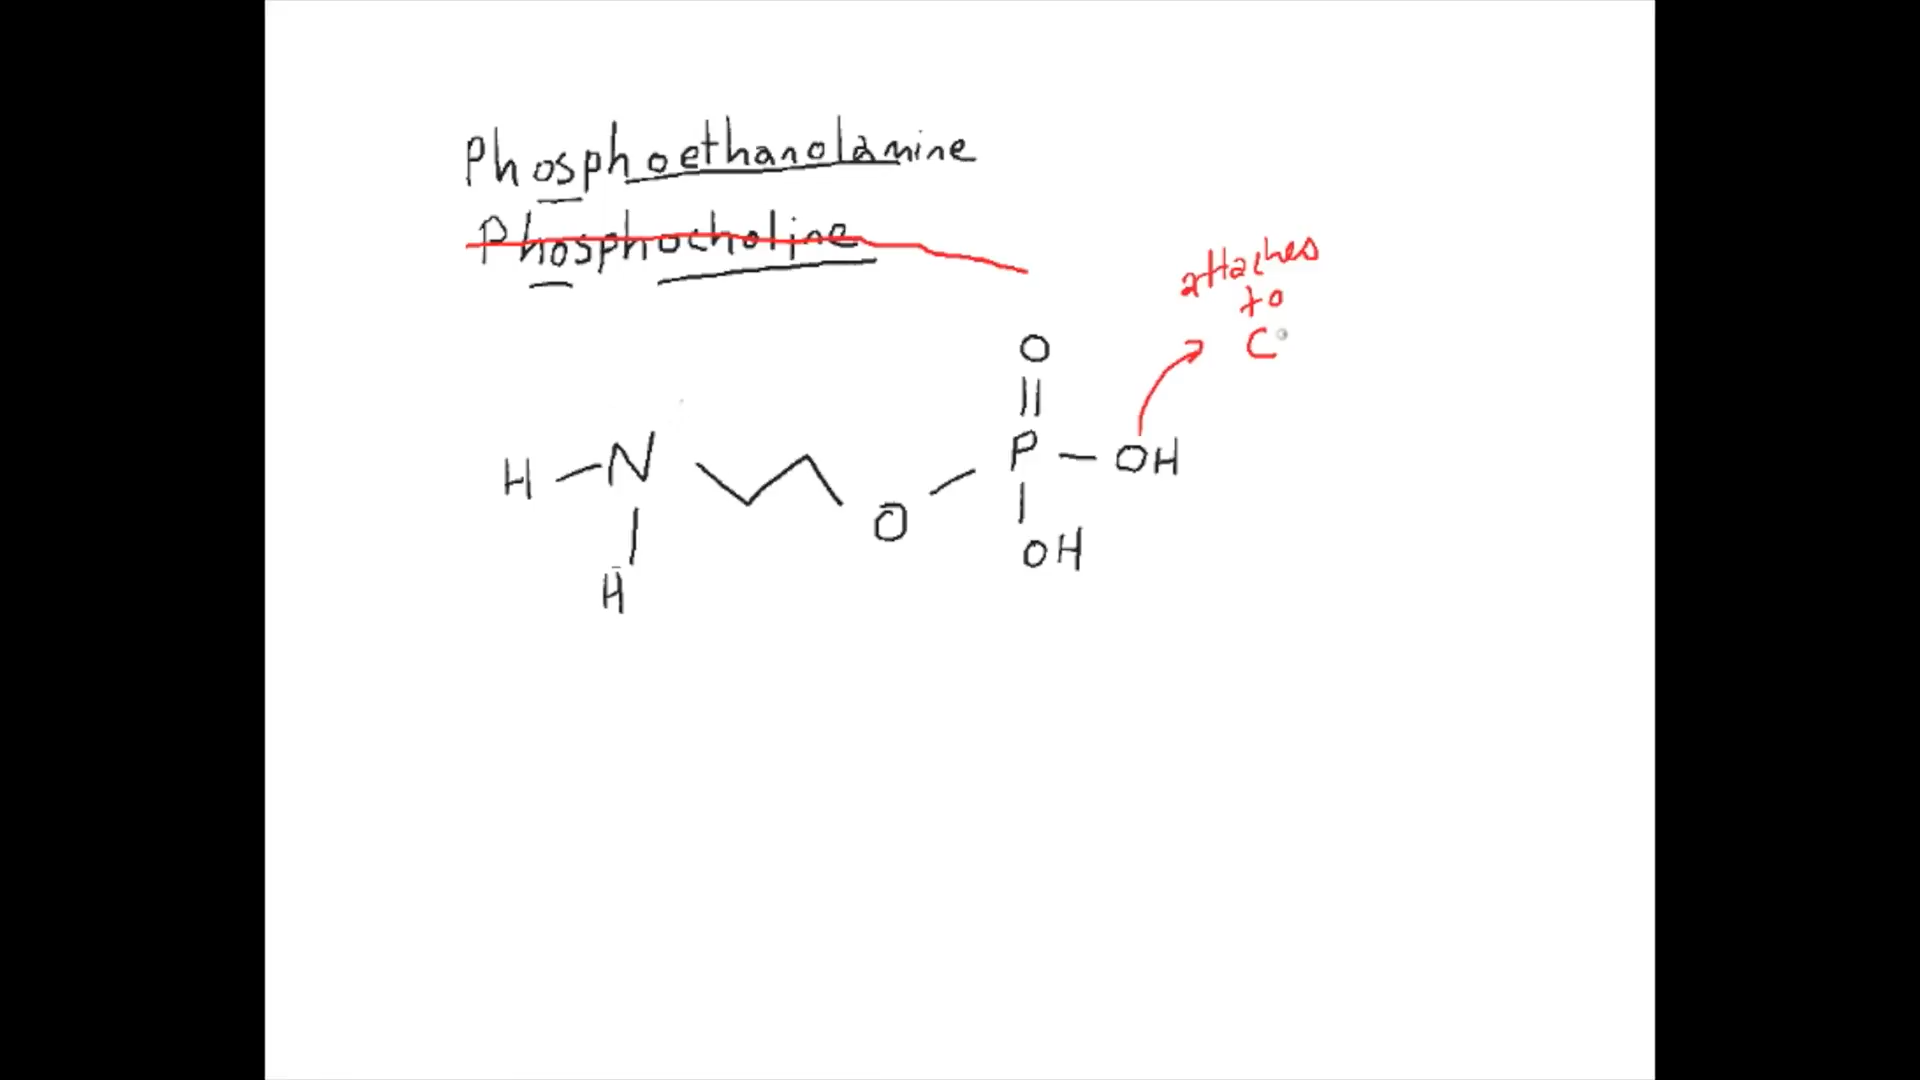 Phosphoethanolamine
Phosphocholine
attaches
to
C
O
H N P OH
O
H OH